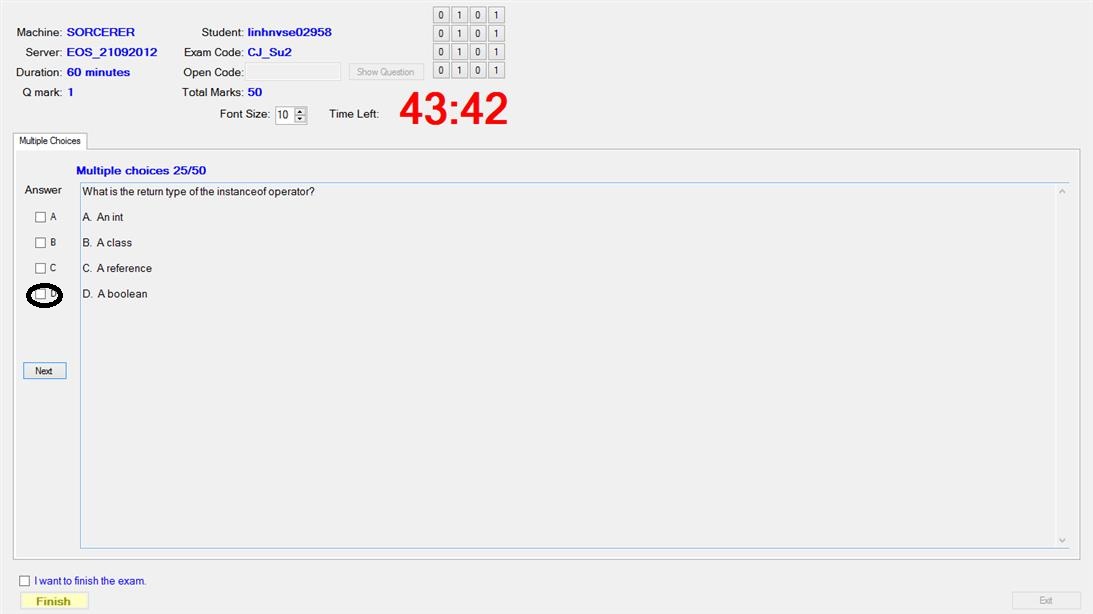 Machine: SORCERER Student: linhnvse02958 0 1 0 1
Server: EOS_21092012 Exam Code: CJ_Su2 0 1 0 1
Duration: 60 minutes Open Code: Show Question 0 1 0 1
Q mark: 1 Total Marks: 50 0 1 0 1
Font Size: 10 Time Left: 43:42
Multiple Choices
Multiple choices 25/50
Answer What is the return type of the instanceof operator?
A A. An int
B B. A class
C C. A reference
D D. A boolean
Next
I want to finish the exam.
Finish Exit